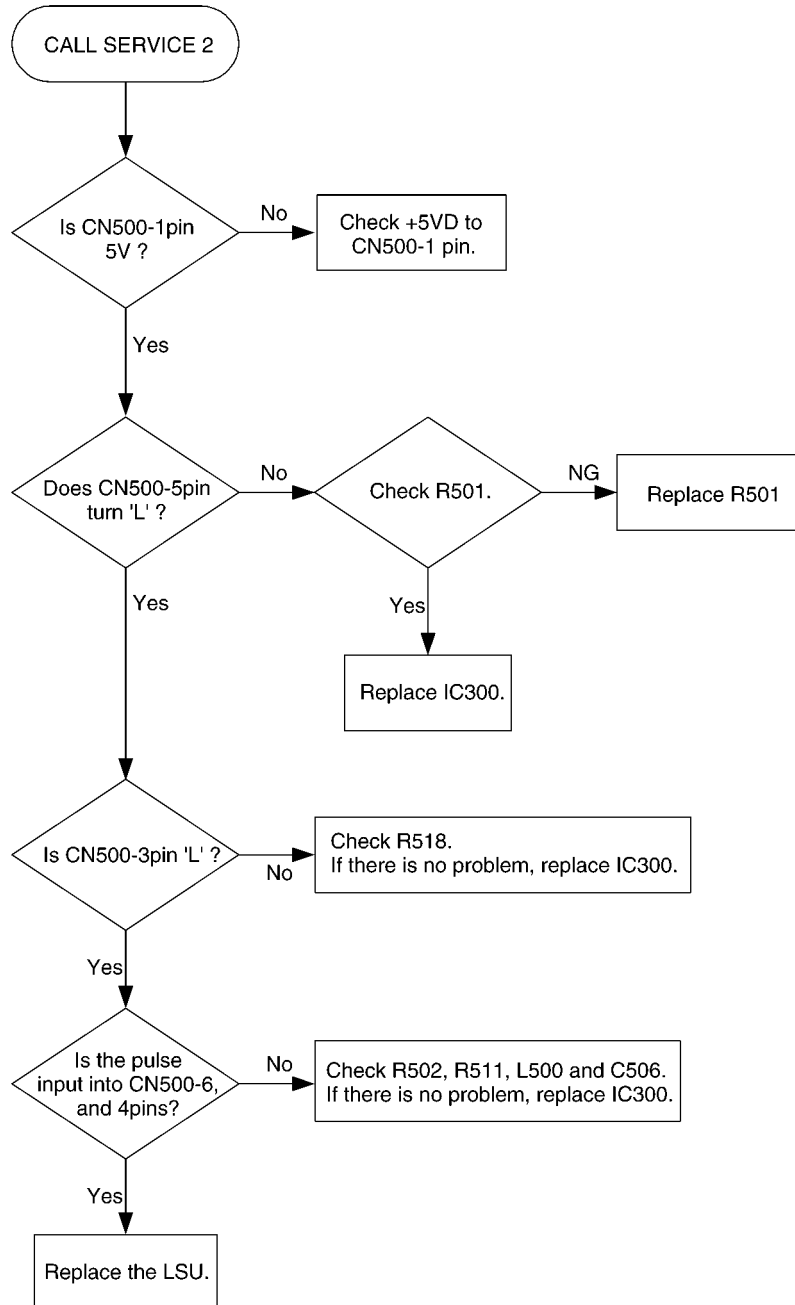 CALL SERVICE 2
Is CN500-1pin
5V ?
No
Check +5VD to
CN500-1 pin.
Yes
Does CN500-5pin
turn 'L' ?
No
Check R501.
NG
Replace R501
Yes
Yes
Replace IC300.
Is CN500-3pin 'L' ?
No
Check R518.
If there is no problem, replace IC300.
Yes
Is the pulse
input into CN500-6,
and 4pins?
No
Check R502, R511, L500 and C506.
If there is no problem, replace IC300.
Yes
Replace the LSU.